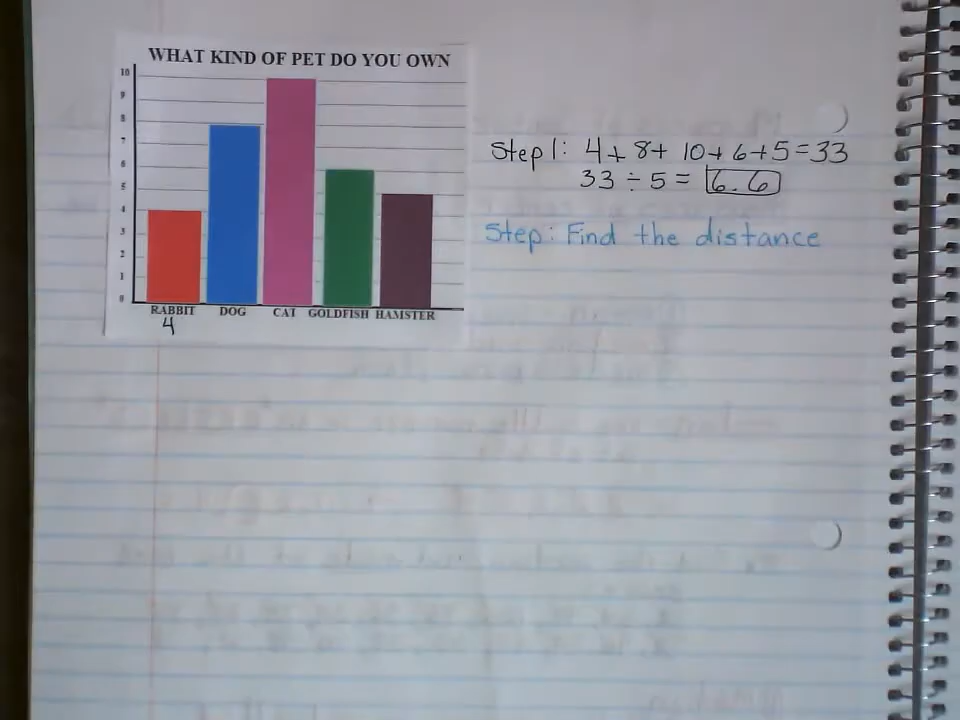 WHAT KIND OF PET DO YOU OWN
10
9
8
7
6
5
4
3
2
1
0
RABBIT DOG CAT GOLDFISH HAMSTER
4
Step 1: 4+ 8+ 10+ 6+5=33
33 ÷ 5 = 6.6
Step: Find the distance